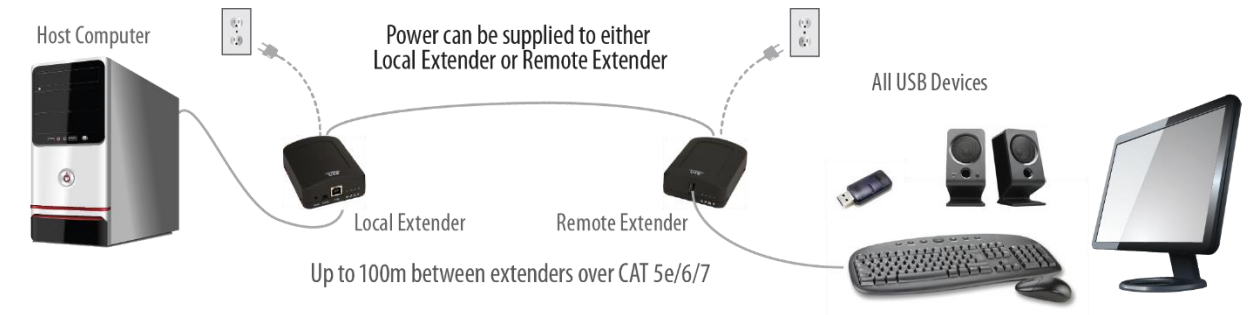 Host Computer
Power can be supplied to either
Local Extender or Remote Extender
All USB Devices
Local Extender
Remote Extender
Up to 100m between extenders over CAT 5e/6/7